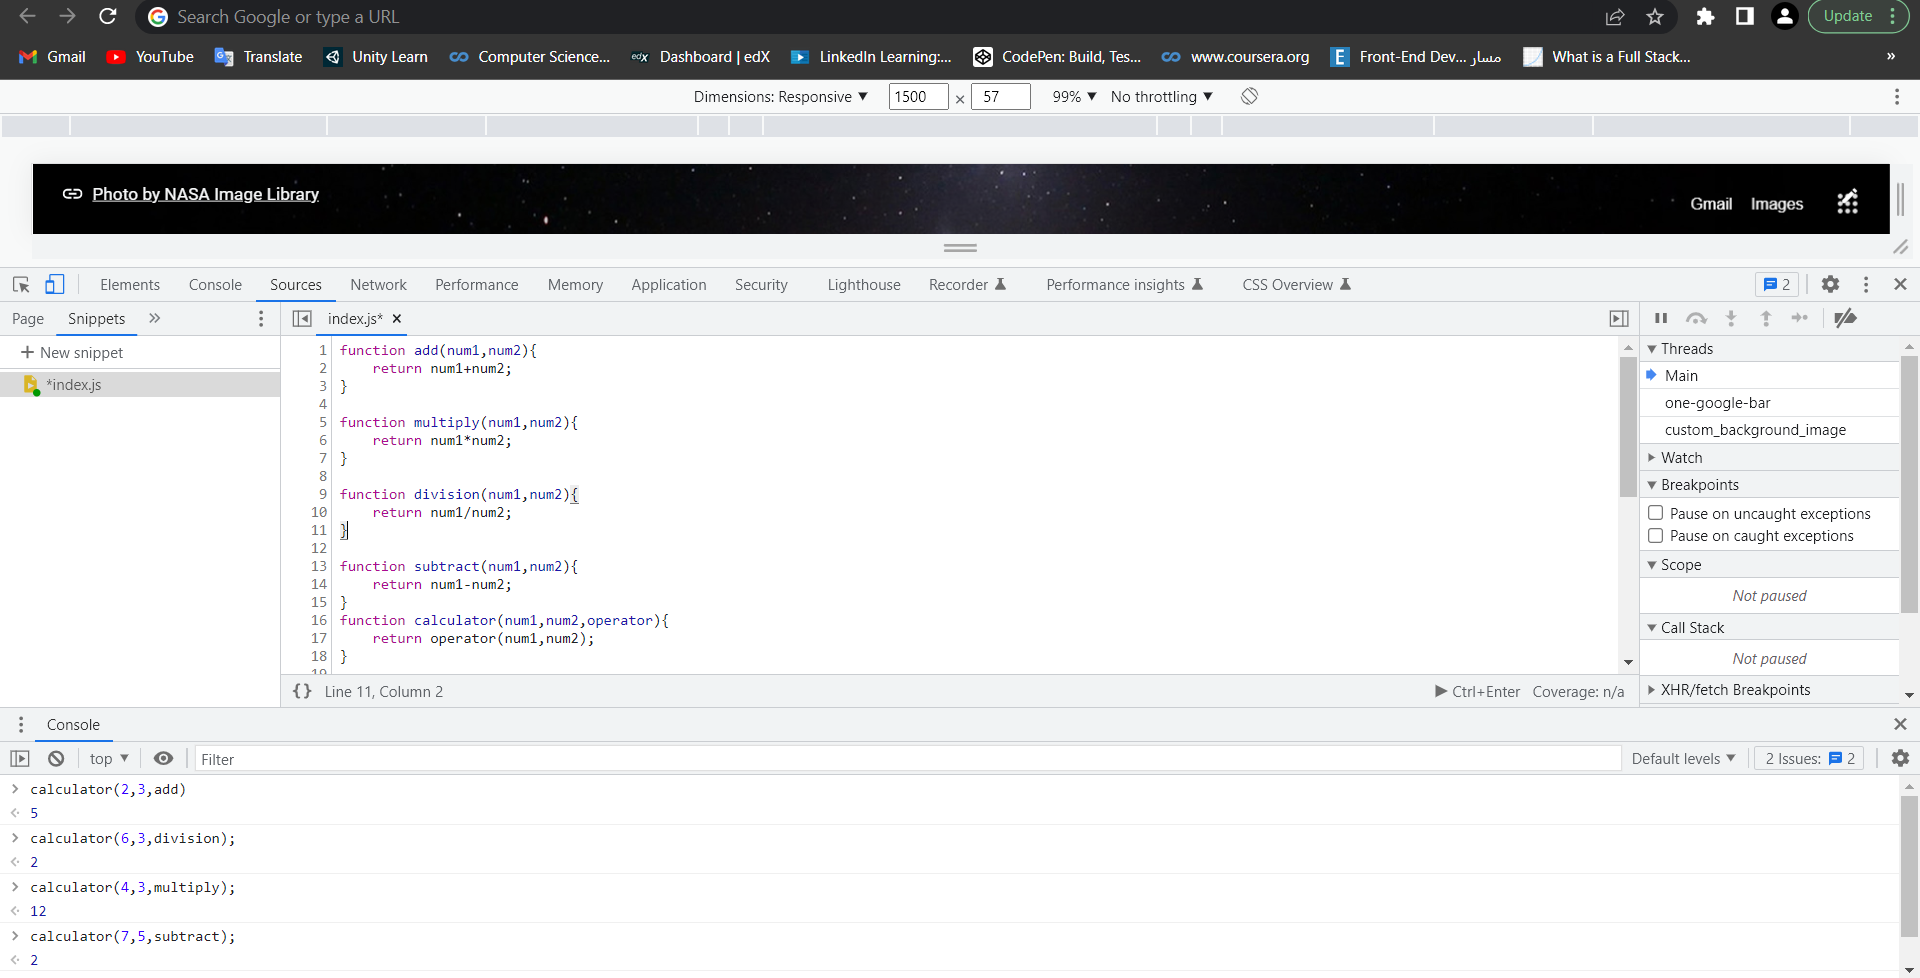 Search Google or type a URL
Update
Gmail
YouTube
Translate
Unity Learn
Computer Science...
edX Dashboard | edX
LinkedIn Learning:...
CodePen: Build, Tes...
www.coursera.org
E Front-End Dev... مسار
What is a Full Stack...
»
Dimensions: Responsive ▼ 1500 × 57 99% ▼ No throttling ▼
Photo by NASA Image Library
Gmail Images
Elements Console Sources Network Performance Memory Application Security Lighthouse Recorder Performance insights CSS Overview 2
Page Snippets »
index.js* ×
+ New snippet
*index.js
1 function add(num1,num2){
2 return num1+num2;
3 }
4
5 function multiply(num1,num2){
6 return num1*num2;
7 }
8
9 function division(num1,num2){
10 return num1/num2;
11 }
12
13 function subtract(num1,num2){
14 return num1-num2;
15 }
16 function calculator(num1,num2,operator){
17 return operator(num1,num2);
18 }
19
{} Line 11, Column 2
Ctrl+Enter Coverage: n/a
Threads
Main
one-google-bar
custom_background_image
Watch
Breakpoints
Pause on uncaught exceptions
Pause on caught exceptions
Scope
Not paused
Call Stack
Not paused
XHR/fetch Breakpoints
Console
top ▼ Filter Default levels ▼ 2 Issues: 2
> calculator(2,3,add)
5
> calculator(6,3,division);
2
> calculator(4,3,multiply);
12
> calculator(7,5,subtract);
2